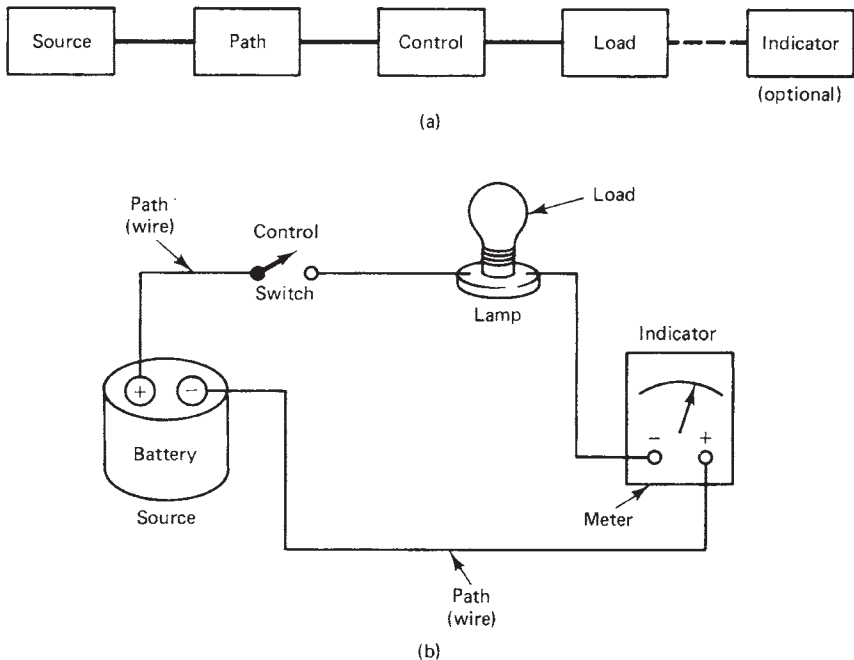 Source
Path
Control
Load
Indicator
(optional)
(a)
Path
(wire)
Control
Switch
Load
Lamp
Indicator
+
−
Battery
Source
− +
Meter
Path
(wire)
(b)